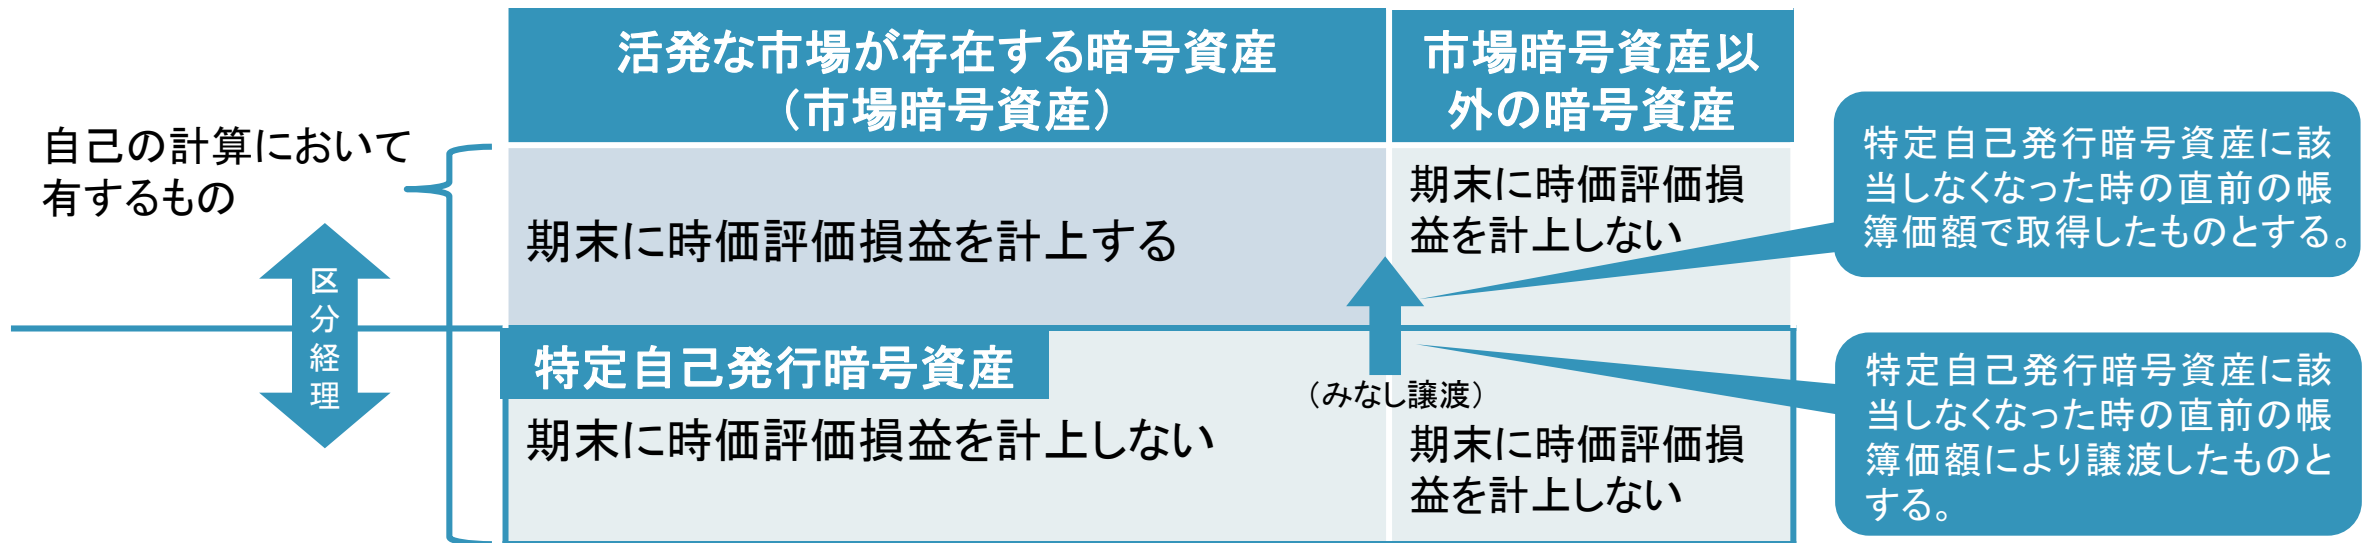 活発な市場が存在する暗号資産
（市場暗号資産）
市場暗号資産以
外の暗号資産
自己の計算において
有するもの
区分経理
期末に時価評価損益を計上する
期末に時価評価損
益を計上しない
特定自己発行暗号資産に該
当しなくなった時の直前の帳
簿価額で取得したものとする。
特定自己発行暗号資産
期末に時価評価損益を計上しない
（みなし譲渡）
期末に時価評価損
益を計上しない
特定自己発行暗号資産に該
当しなくなった時の直前の帳
簿価額により譲渡したものと
する。